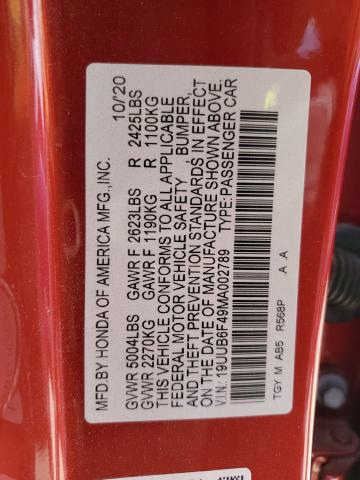 MFD.BY HONDA OF AMERICA MFG.,INC. 10/20
GVWR 5004LBS GAWR F 2623LBS R 2425LBS
GVWR 2270KG GAWR F 1190KG R 1100KG
THIS VEHICLE CONFORMS TO ALL APPLICABLE
FEDERAL MOTOR VEHICLE SAFETY , BUMPER,
AND THEFT PREVENTION STANDARDS IN EFFECT
ON THE DATE OF MANUFACTURE SHOWN ABOVE.
V.I.N.: 19UUB6F49MA002789 TYPE:PASSENGER CAR
TGY M AB5 R568P A A